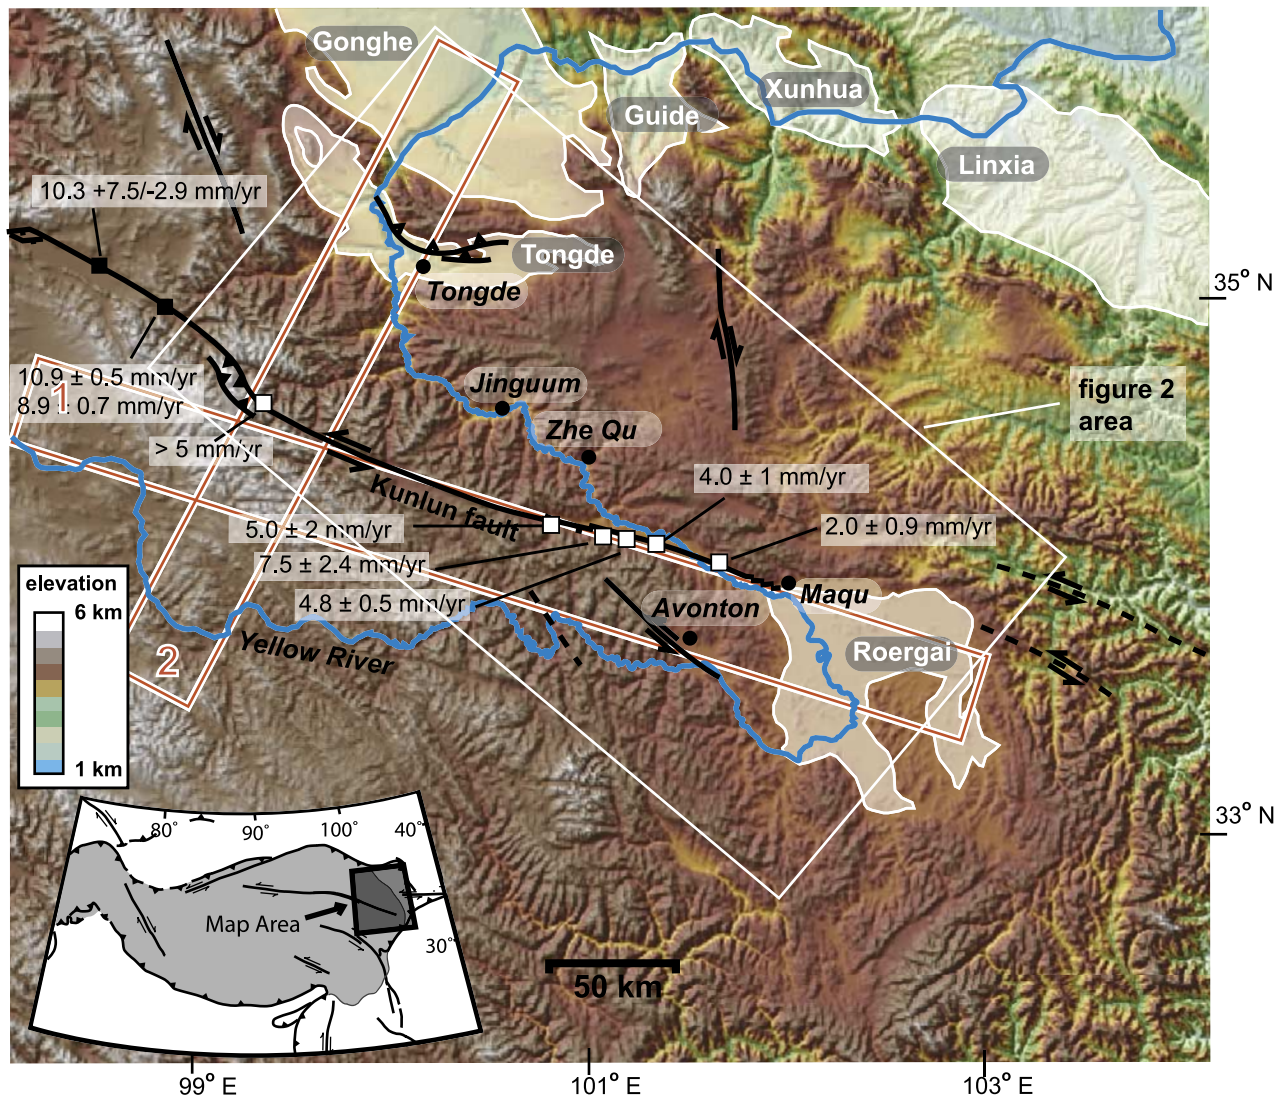 Gonghe
Xunhua
Guide
Linxia
10.3 +7.5/-2.9 mm/yr
Tongde
Tongde
35° N
10.9 ± 0.5 mm/yr
8.9 ± 0.7 mm/yr
1
Jinguum
figure 2
area
Zhe Qu
> 5 mm/yr
4.0 ± 1 mm/yr
Kunlun fault
5.0 ± 2 mm/yr
2.0 ± 0.9 mm/yr
7.5 ± 2.4 mm/yr
elevation
6 km
4.8 ± 0.5 mm/yr
Avonton
Maqu
Yellow River
Roergai
2
1 km
33° N
80°
90°
100°
40°
Map Area
30°
50 km
99° E
101° E
103° E